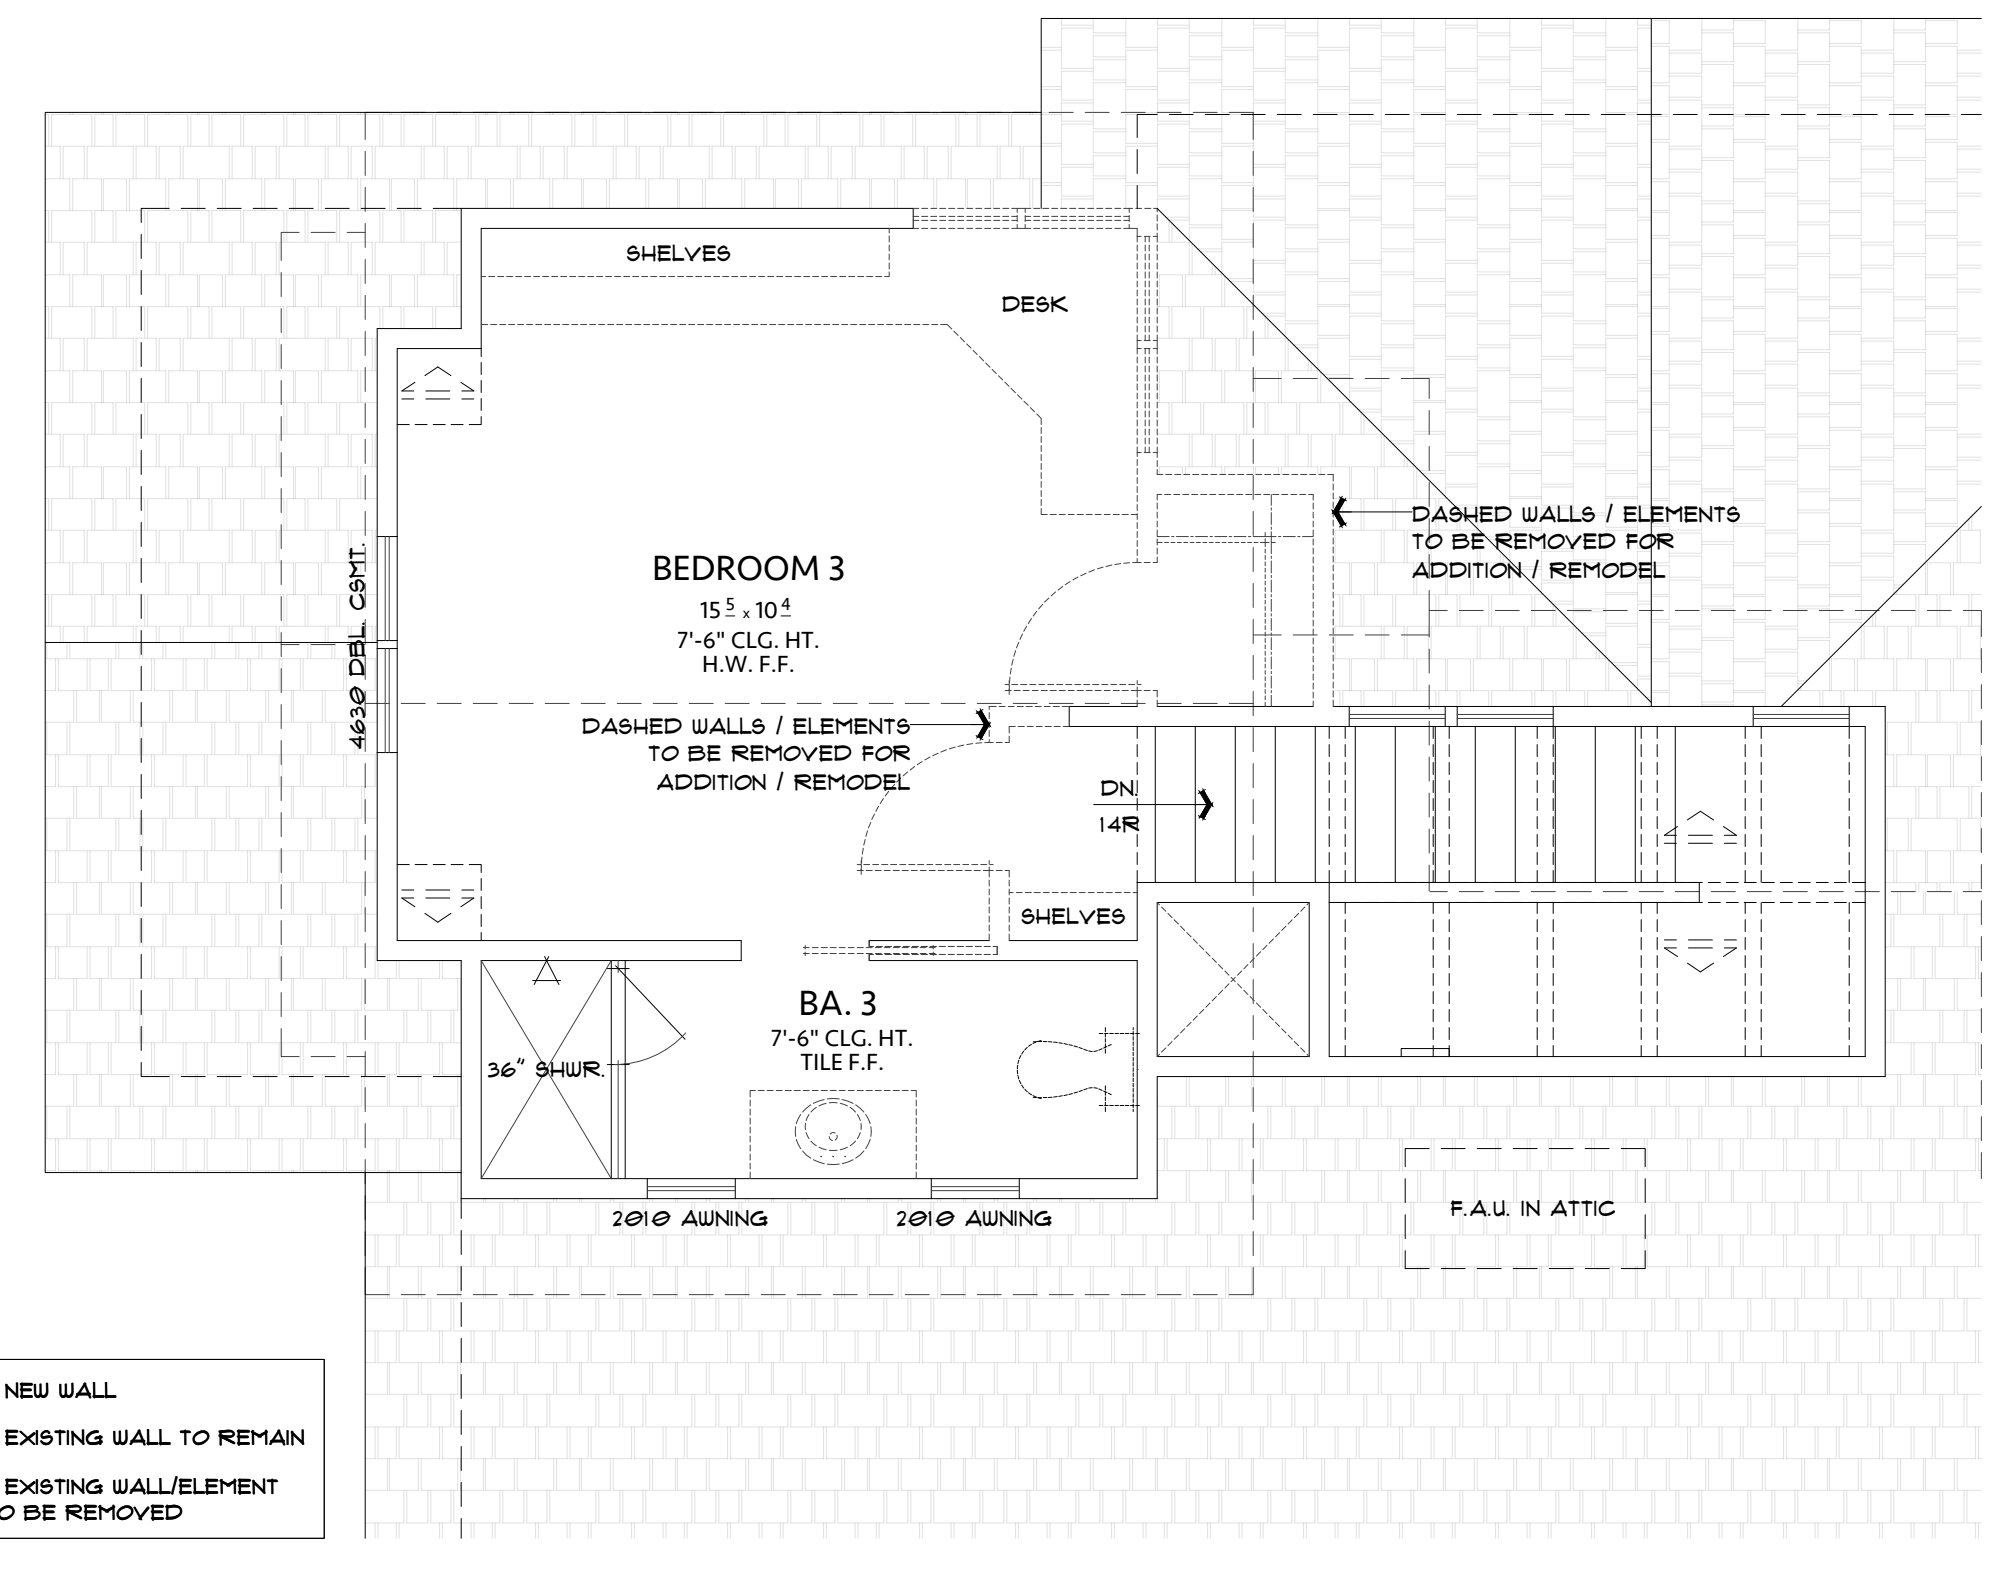 SHELVES
DESK
DASHED WALLS / ELEMENTS
TO BE REMOVED FOR
ADDITION / REMODEL
4630 DBL. CSMT.
BEDROOM 3
15 5 x 10 4
7'-6" CLG. HT.
H.W. F.F.
DASHED WALLS / ELEMENTS
TO BE REMOVED FOR
ADDITION / REMODEL
DN.
14R
SHELVES
BA. 3
7'-6" CLG. HT.
TILE F.F.
36" SHWR.
2010 AWNING
2010 AWNING
F.A.U. IN ATTIC
NEW WALL
EXISTING WALL TO REMAIN
EXISTING WALL/ELEMENT
O BE REMOVED